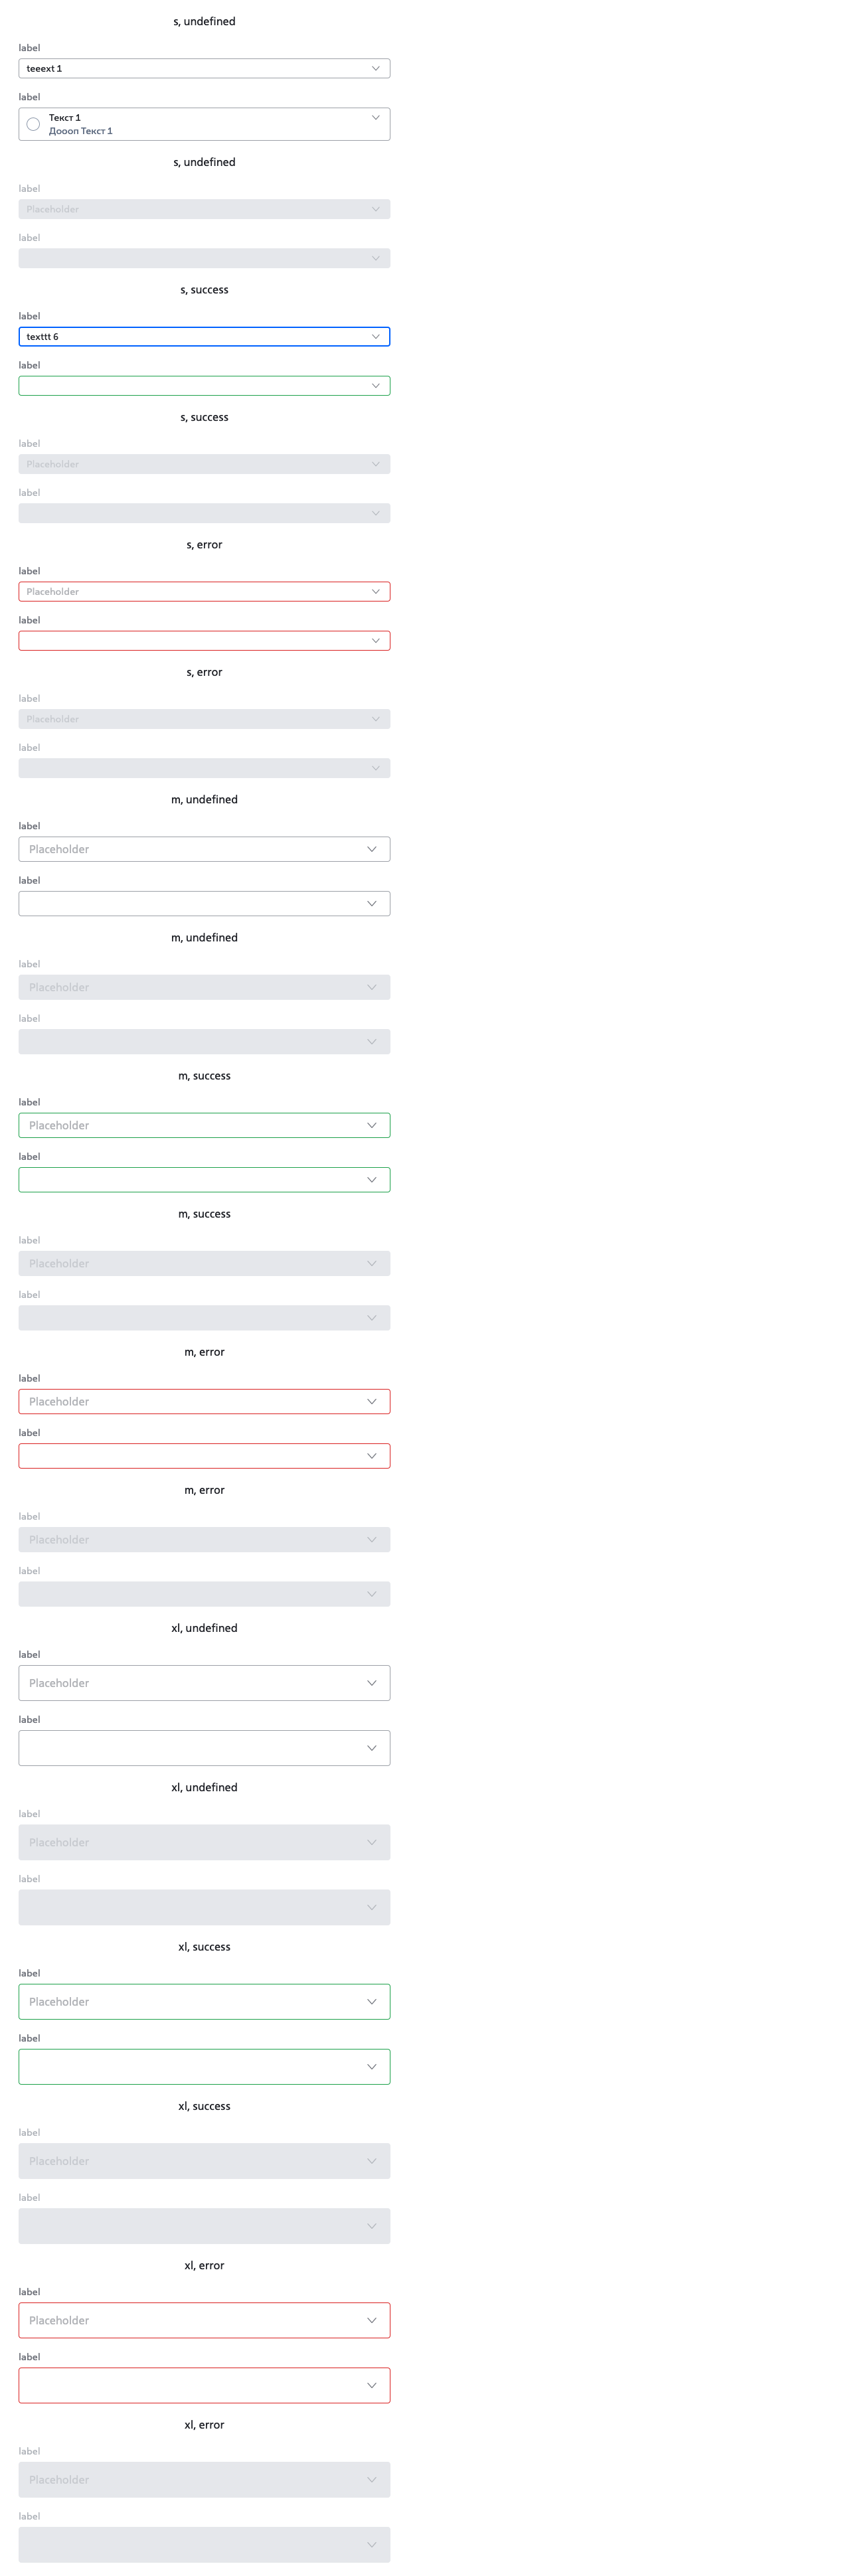 s, undefined
label
teeext 1
label
Текст 1
Дооол Текст 1
s, undefined
label
Placeholder
label
s, success
label
texttt 6
label
s, success
label
Placeholder
label
s, error
label
Placeholder
label
s, error
label
Placeholder
label
m, undefined
label
Placeholder
label
m, undefined
label
Placeholder
label
m, success
label
Placeholder
label
m, success
label
Placeholder
label
m, error
label
Placeholder
label
m, error
label
Placeholder
label
xl, undefined
label
Placeholder
label
xl, undefined
label
Placeholder
label
xl, success
label
Placeholder
label
xl, success
label
Placeholder
label
xl, error
label
Placeholder
label
xl, error
label
Placeholder
label